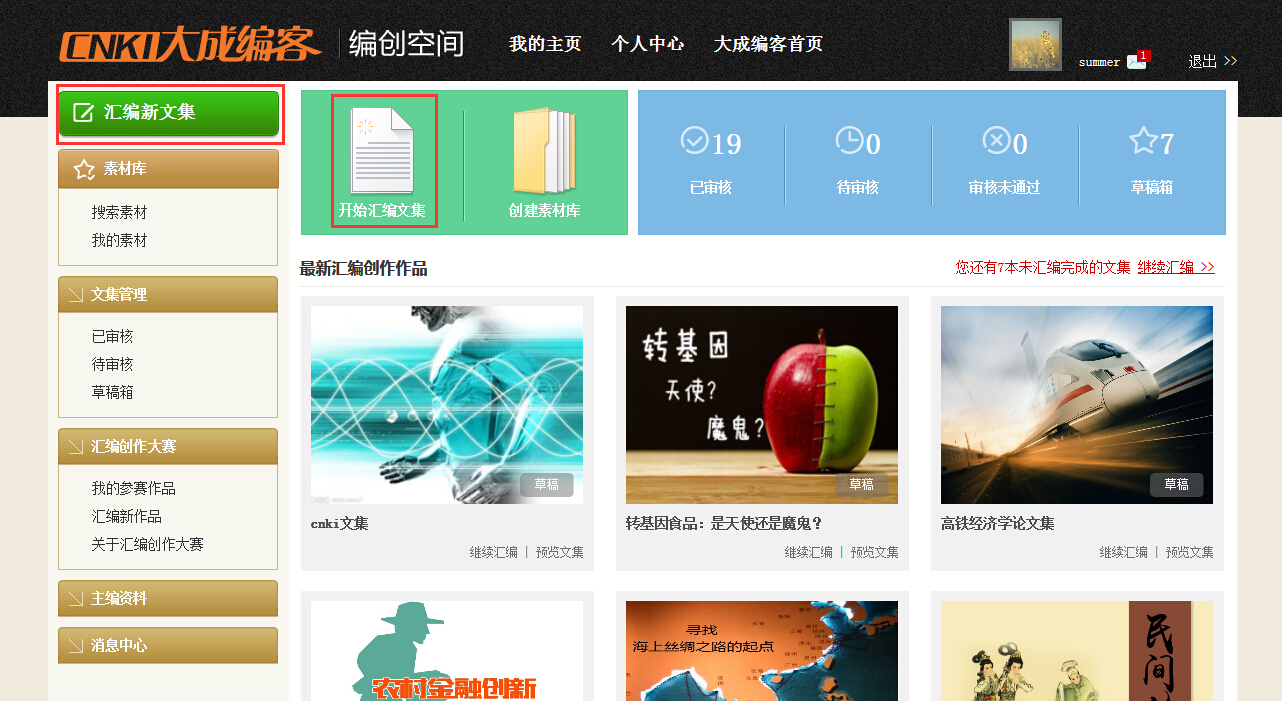 CNKI大成编客
编创空间
我的主页 个人中心 大成编客首页
summer 1 退出 >>
汇编新文集
素材库
搜索素材
我的素材
文集管理
已审核
待审核
草稿箱
汇编创作大赛
我的参赛作品
汇编新作品
关于汇编创作大赛
主编资料
消息中心
开始汇编文集
创建素材库
19
已审核
0
待审核
0
审核未通过
7
草稿箱
最新汇编创作作品
您还有7本未汇编完成的文集 继续汇编 >>
草稿
cnki文集
继续汇编 | 预览文集
转基因
天使?
魔鬼?
草稿
转基因食品：是天使还是魔鬼？
继续汇编 | 预览文集
草稿
高铁经济学论文集
继续汇编 | 预览文集
农村金融创新
寻找
海上丝绸之路的起点
民
间